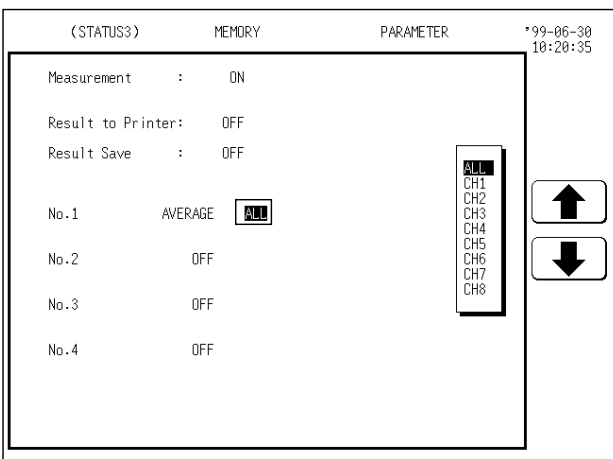 (STATUS3) MEMORY PARAMETER '99-06-30
10:20:35
Measurement : ON
Result to Printer: OFF
Result Save : OFF
ALL
CH1
CH2
CH3
CH4
CH5
CH6
CH7
CH8
No.1 AVERAGE ALL
No.2 OFF
No.3 OFF
No.4 OFF